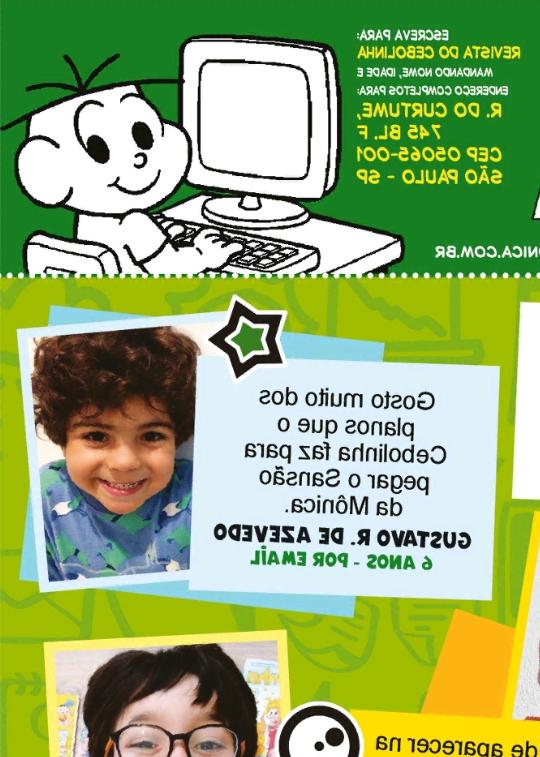 ESCREVA PARA:
REVISTA DO CEBOLINHA
MANDANDO NOME, IDADE E
ENDEREÇO COMPLETOS PARA:
R. DO CURTUME,
745 BL. F
CEP 05065-001
SÃO PAULO - SP
NICA.COM.BR
Gosto muito dos
planos que o
Cebolinha faz para
pegar o Sansão
da Mônica.
GUSTAVO R. DE AZEVEDO
6 ANOS - POR EMAIL
de aparecer na